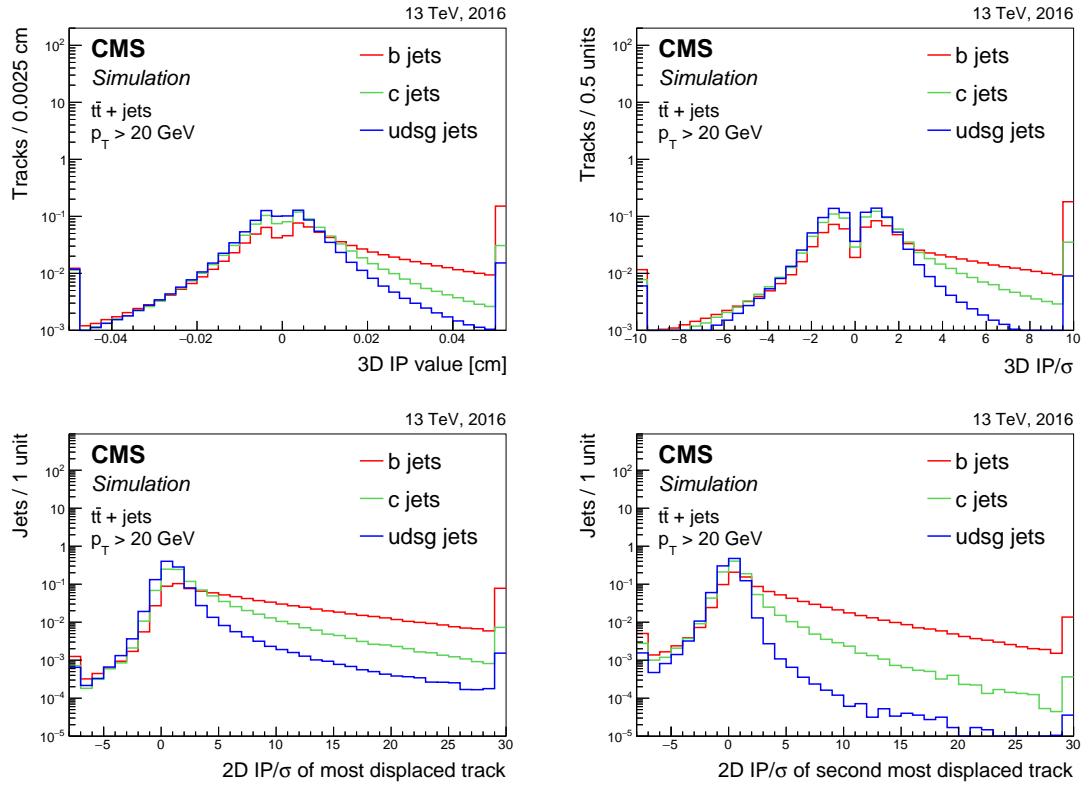 13 TeV, 2016
Tracks / 0.0025 cm
CMS
Simulation
tt̄ + jets
p_T > 20 GeV
b jets
c jets
udsg jets
10²
10
1
10⁻¹
10⁻²
10⁻³
−0.04 −0.02 0 0.02 0.04
3D IP value [cm]
13 TeV, 2016
Tracks / 0.5 units
CMS
Simulation
tt̄ + jets
p_T > 20 GeV
b jets
c jets
udsg jets
10²
10
1
10⁻¹
10⁻²
10⁻³
−10 −8 −6 −4 −2 0 2 4 6 8 10
3D IP/σ
13 TeV, 2016
Jets / 1 unit
CMS
Simulation
tt̄ + jets
p_T > 20 GeV
b jets
c jets
udsg jets
10²
10
1
10⁻¹
10⁻²
10⁻³
10⁻⁴
10⁻⁵
−5 0 5 10 15 20 25 30
2D IP/σ of most displaced track
13 TeV, 2016
Jets / 1 unit
CMS
Simulation
tt̄ + jets
p_T > 20 GeV
b jets
c jets
udsg jets
10²
10
1
10⁻¹
10⁻²
10⁻³
10⁻⁴
10⁻⁵
−5 0 5 10 15 20 25 30
2D IP/σ of second most displaced track